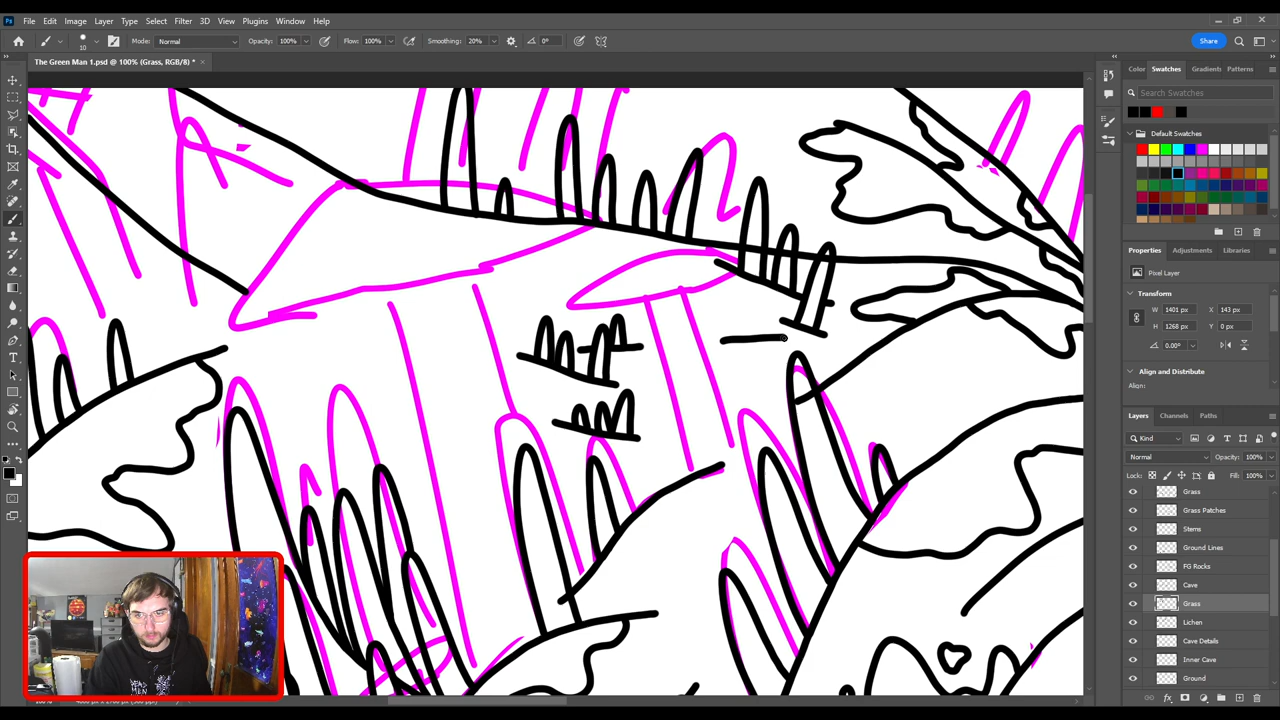 File Edit Image Layer Type Select Filter 3D View Plugins Window Help
10 Mode: Normal Opacity: 100% Flow: 100% Smoothing: 20% 0° Share
The Green Man 1.psd @ 100% (Grass, RGB/8) *
Color Swatches Gradients Patterns
Search Swatches
Default Swatches
Properties Adjustments Libraries
Pixel Layer
Transform
W 1401 px X 143 px
H 1268 px Y 0 px
0.00°
Align and Distribute
Align:
Layers Channels Paths
Kind
Normal Opacity: 100%
Lock: Fill: 100%
Grass
Grass Patches
Stems
Ground Lines
FG Rocks
Cave
Grass
Lichen
Cave Details
Inner Cave
Ground